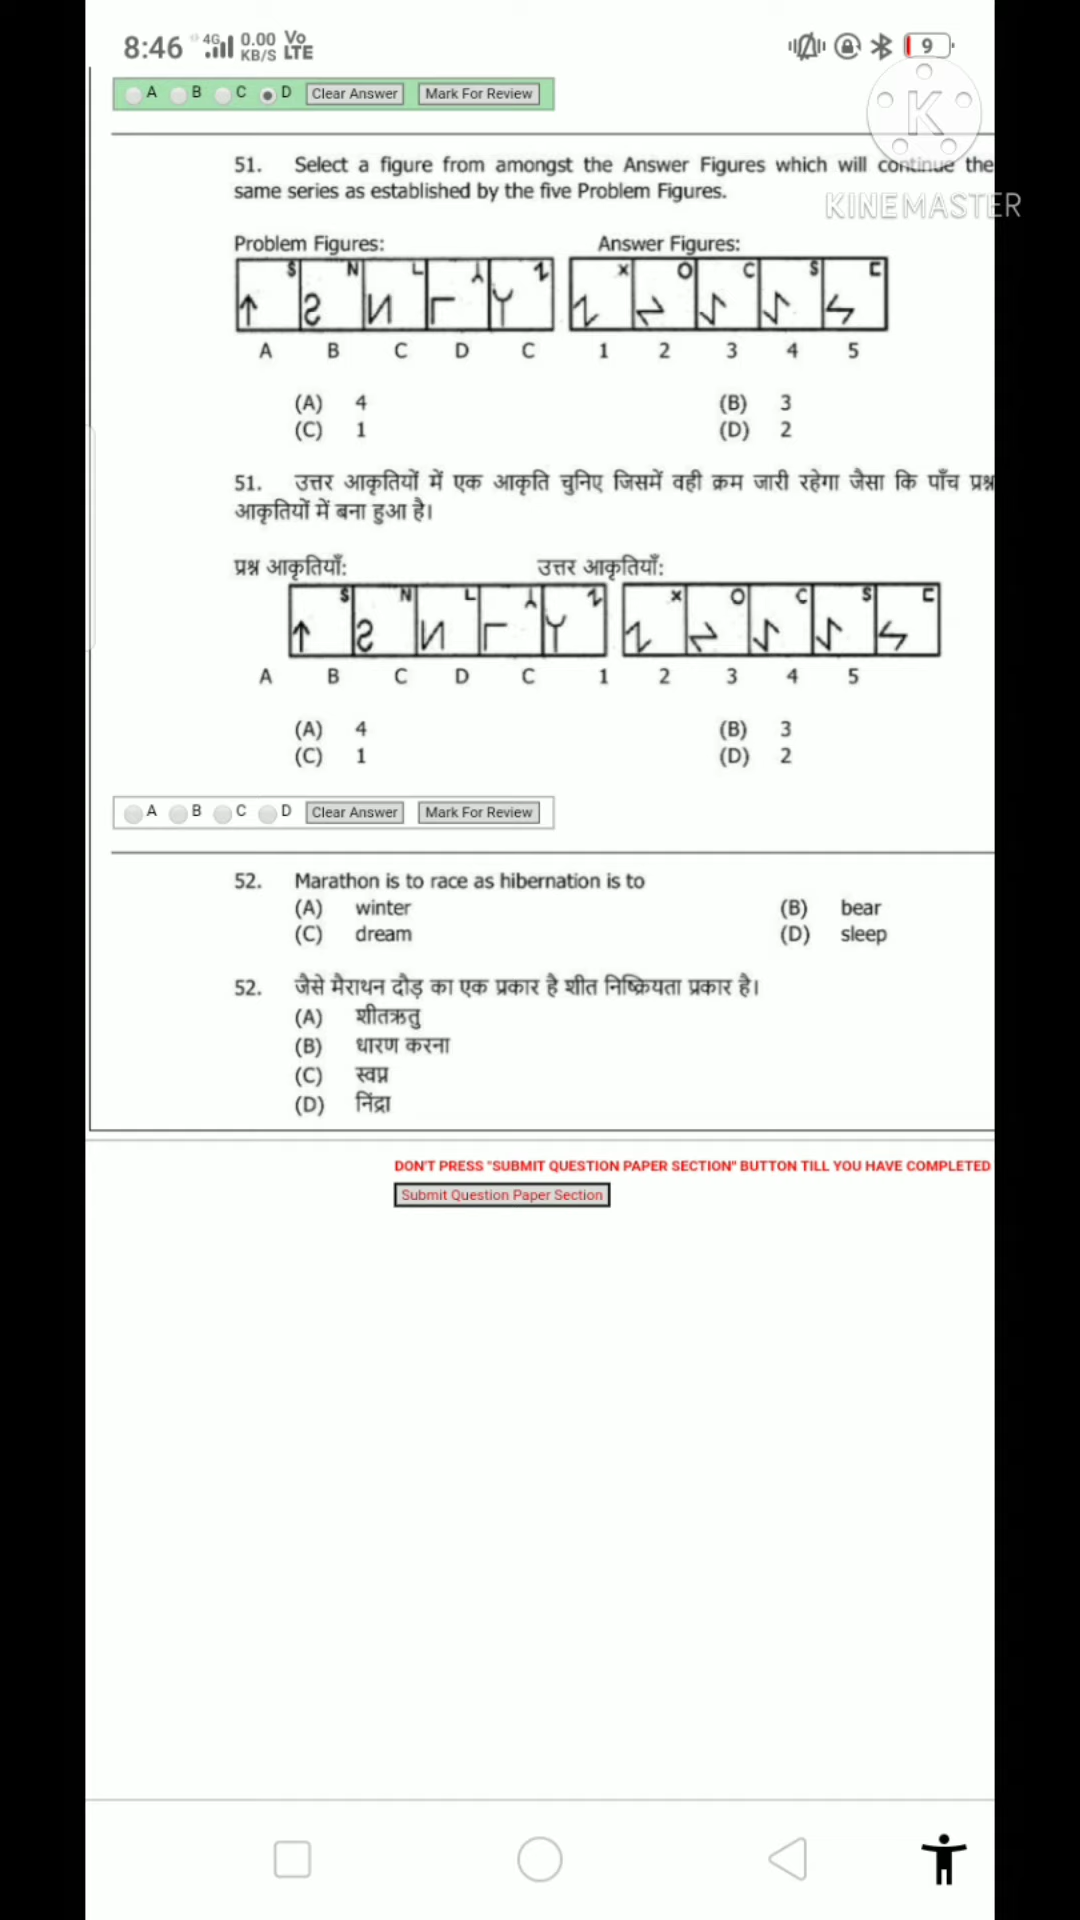 8:46 4G 0.00 KB/S Vo LTE 9
A B C D Clear Answer Mark For Review
K
KINEMASTER
51. Select a figure from amongst the Answer Figures which will continue the
same series as established by the five Problem Figures.
Problem Figures: Answer Figures:
S N L Z X O C S
A B C D C 1 2 3 4 5
(A) 4 (B) 3
(C) 1 (D) 2
51. उत्तर आकृतियों में एक आकृति चुनिए जिसमें वही क्रम जारी रहेगा जैसा कि पाँच प्रश्न
आकृतियों में बना हुआ है।
प्रश्न आकृतियाँ: उत्तर आकृतियाँ:
S N L Z X O C S
A B C D C 1 2 3 4 5
(A) 4 (B) 3
(C) 1 (D) 2
A B C D Clear Answer Mark For Review
52. Marathon is to race as hibernation is to
(A) winter (B) bear
(C) dream (D) sleep
52. जैसे मैराथन दौड़ का एक प्रकार है शीत निष्क्रियता प्रकार है।
(A) शीतऋतु
(B) धारण करना
(C) स्वप्न
(D) निंद्रा
DON'T PRESS "SUBMIT QUESTION PAPER SECTION" BUTTON TILL YOU HAVE COMPLETED
Submit Question Paper Section